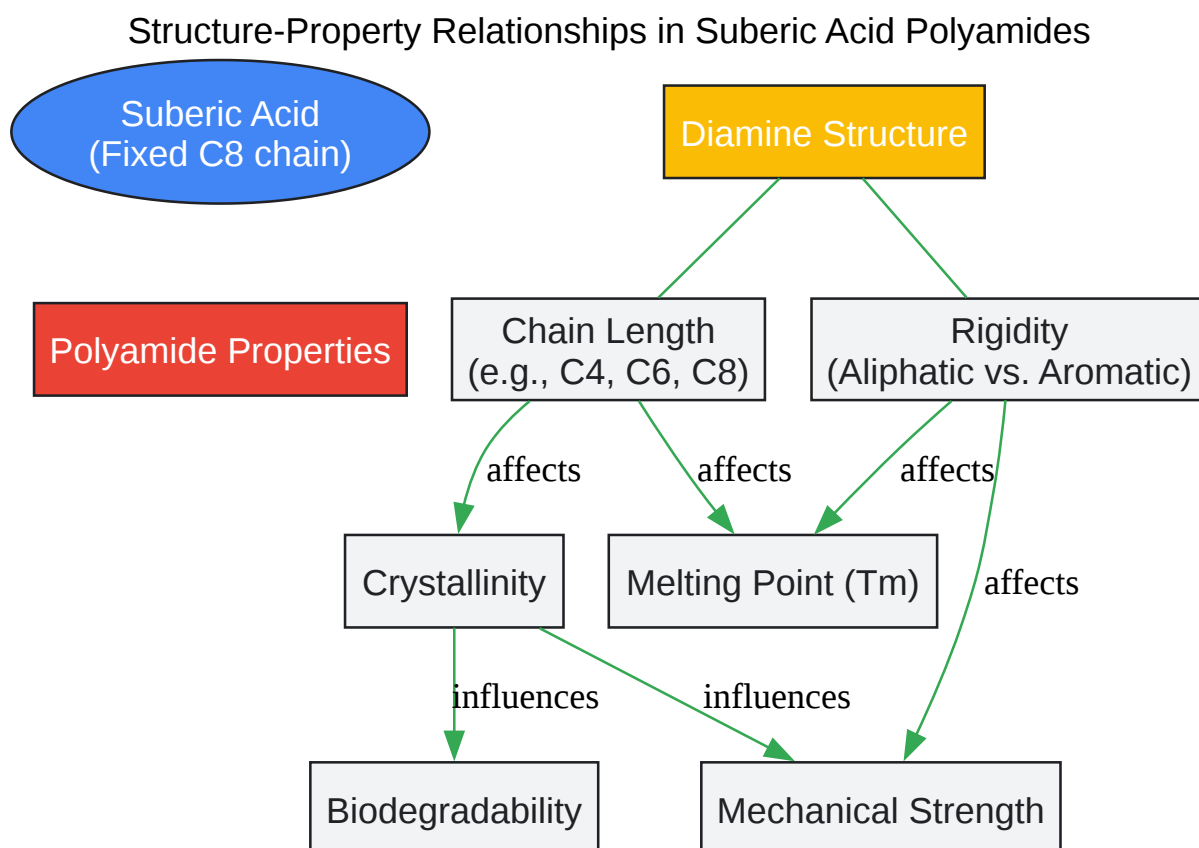 Structure-Property Relationships in Suberic Acid Polyamides
Suberic Acid
(Fixed C8 chain)
Diamine Structure
Polyamide Properties
Chain Length
(e.g., C4, C6, C8)
Rigidity
(Aliphatic vs. Aromatic)
affects
affects
affects
Crystallinity
Melting Point (Tm)
affects
influences
influences
Biodegradability
Mechanical Strength